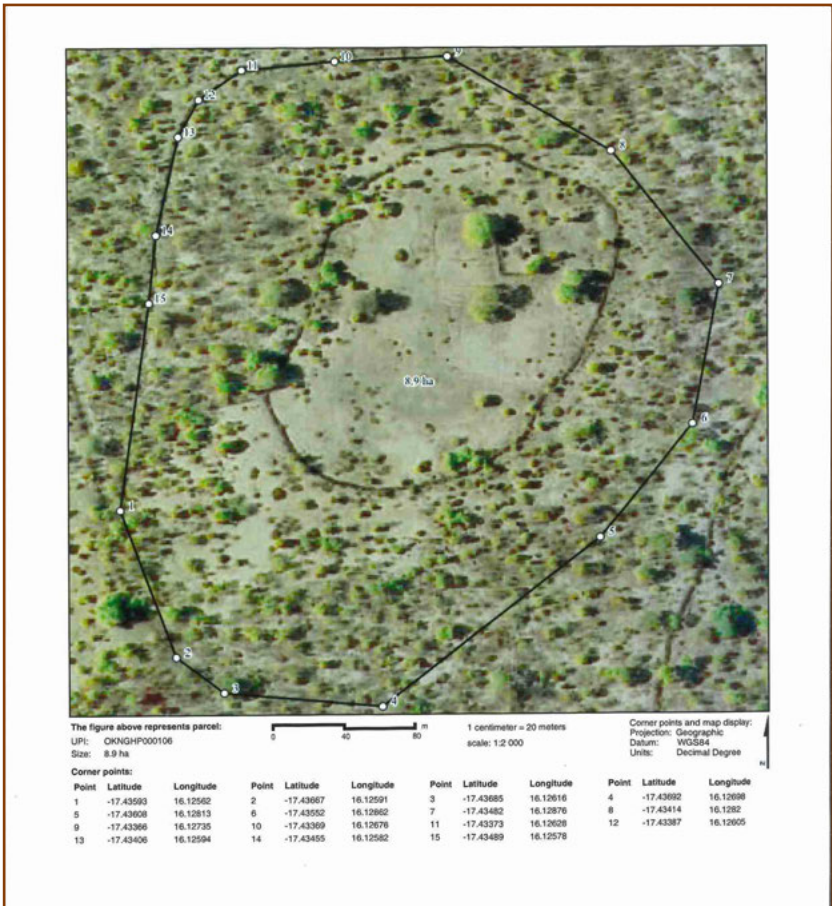 9
10
11
12
13
8
14
7
15
8.9 ha
6
1
5
2
3
4
The figure above represents parcel:
UPI: OKNGHP000106
Size: 8.9 ha
m
0 40 80
1 centimeter = 20 meters
scale: 1:2 000
Corner points and map display:
Projection: Geographic
Datum: WGS84
Units: Decimal Degree
Corner points:
Point Latitude Longitude Point Latitude Longitude Point Latitude Longitude Point Latitude Longitude
1 -17.43593 16.12562 2 -17.43667 16.12591 3 -17.43685 16.12616 4 -17.43692 16.12698
5 -17.43608 16.12813 6 -17.43552 16.12862 7 -17.43482 16.12876 8 -17.43414 16.1282
9 -17.43366 16.12735 10 -17.43369 16.12676 11 -17.43373 16.12628 12 -17.43387 16.12605
13 -17.43406 16.12594 14 -17.43455 16.12582 15 -17.43489 16.12578